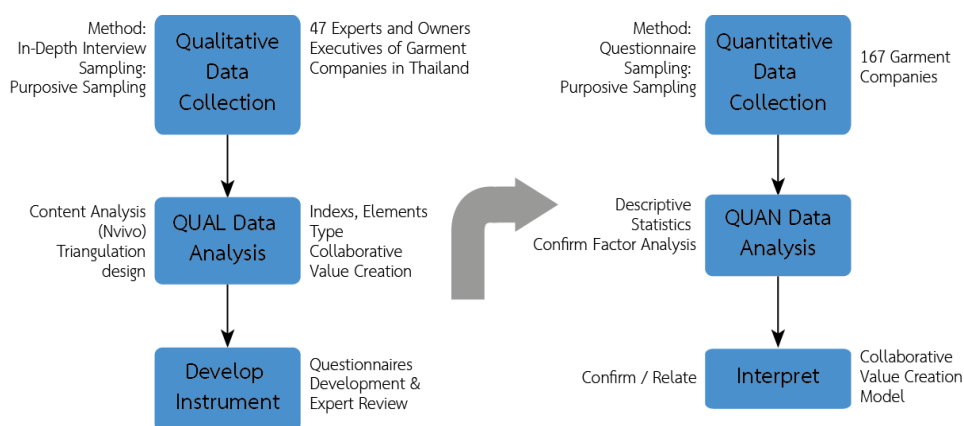 Method:
In-Depth Interview
Sampling:
Purposive Sampling
Qualitative
Data
Collection
47 Experts and Owners
Executives of Garment
Companies in Thailand
Content Analysis
(Nvivo)
Triangulation
design
QUAL Data
Analysis
Indexs, Elements
Type
Collaborative
Value Creation
Develop
Instrument
Questionnaires
Development &
Expert Review
Method:
Questionnaire
Sampling:
Purposive Sampling
Quantitative
Data
Collection
167 Garment
Companies
Descriptive
Statistics
Confirm Factor Analysis
QUAN Data
Analysis
Confirm / Relate
Interpret
Collaborative
Value Creation
Model